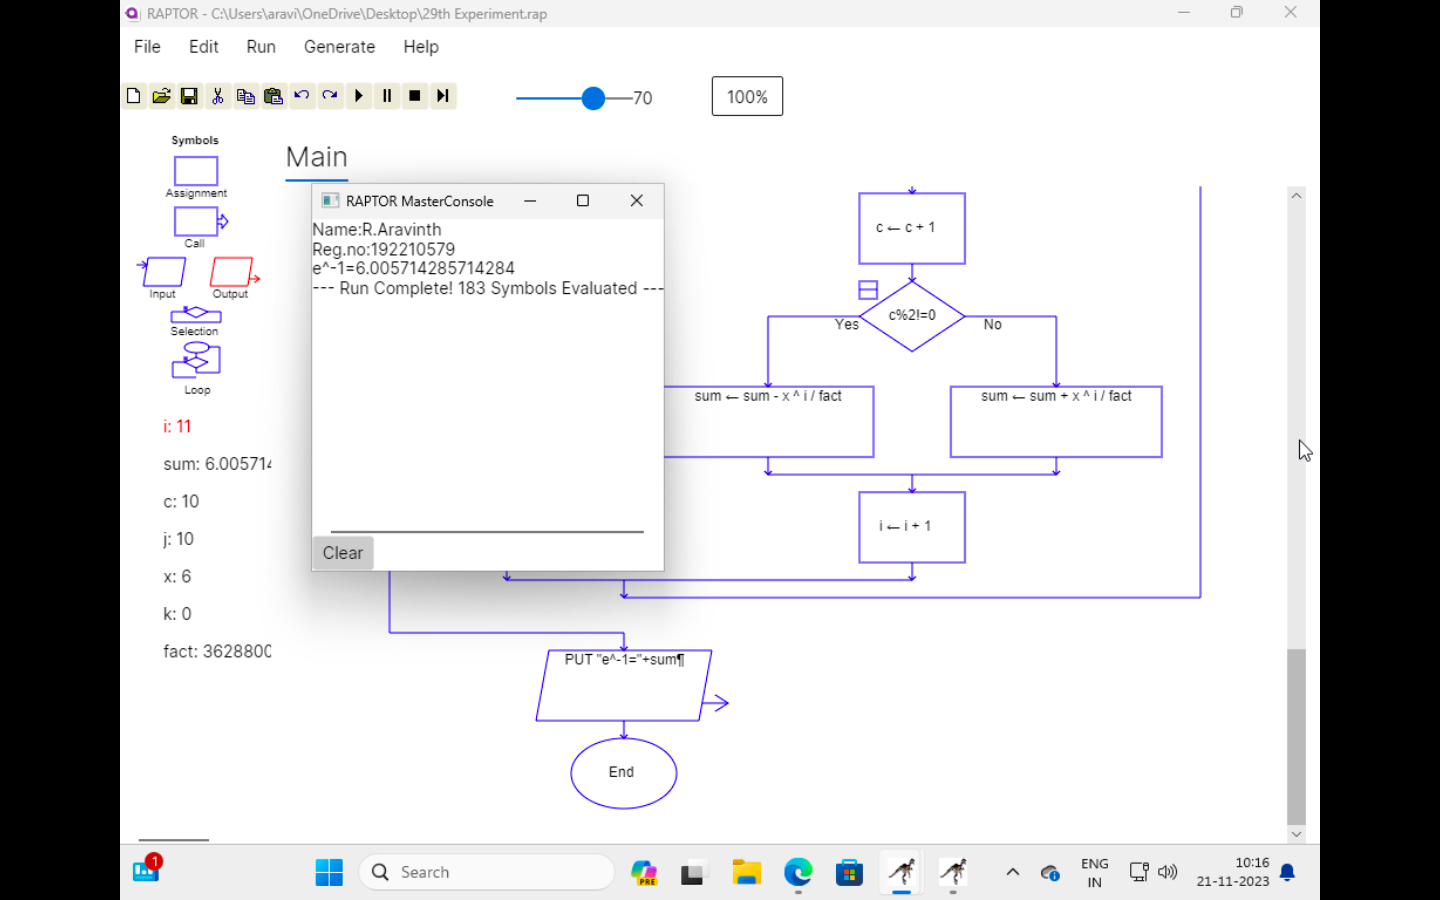 RAPTOR - C:\Users\aravi\OneDrive\Desktop\29th Experiment.rap
File Edit Run Generate Help
70
100%
Symbols
Assignment
Call
Input Output
Selection
Loop
i: 11
sum: 6.00571
c: 10
j: 10
x: 6
k: 0
fact: 3628800
Main
RAPTOR MasterConsole
Name:R.Aravinth
Reg.no:192210579
e^-1=6.005714285714284
--- Run Complete! 183 Symbols Evaluated ---
Clear
c ← c + 1
c%2!=0
Yes No
sum ← sum - x ^ i / fact
sum ← sum + x ^ i / fact
i ← i + 1
PUT "e^-1="+sum¶
End
1
Search
PRE
ENG
IN
10:16
21-11-2023